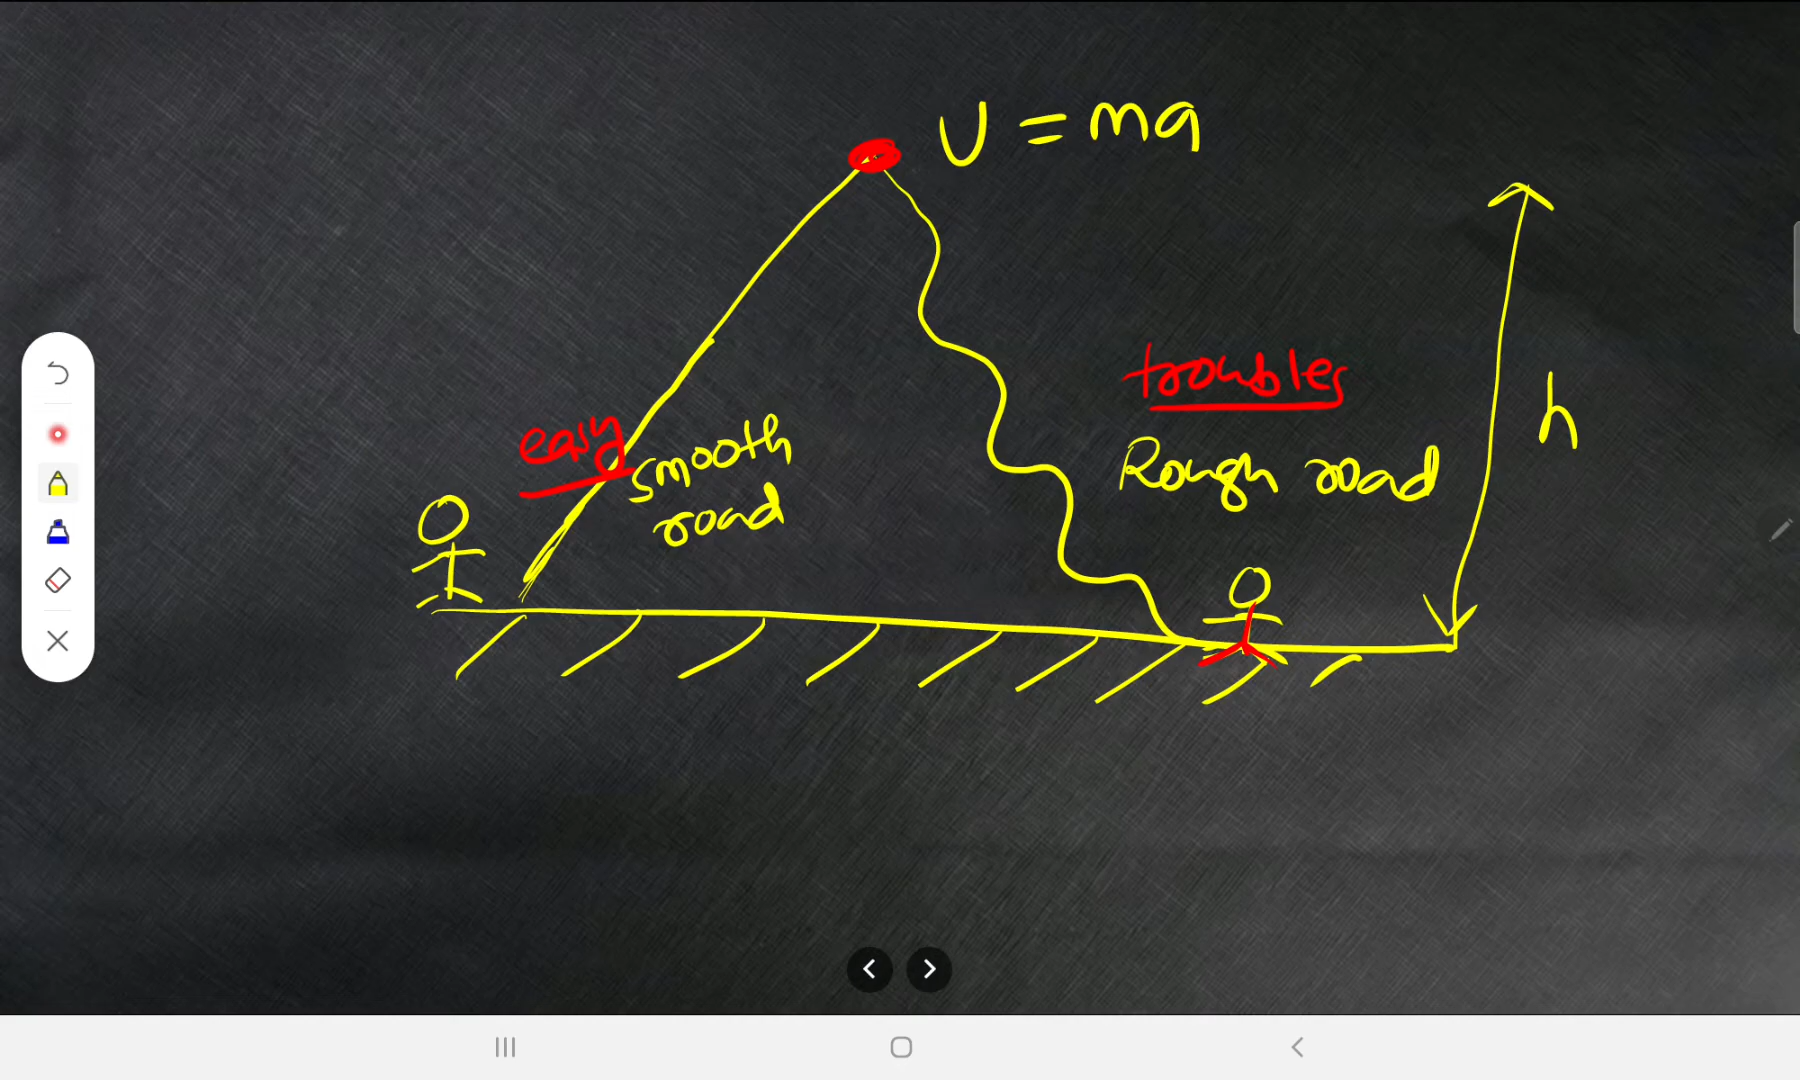 U = mg
easy
smooth
road
troubles
Rough road
h